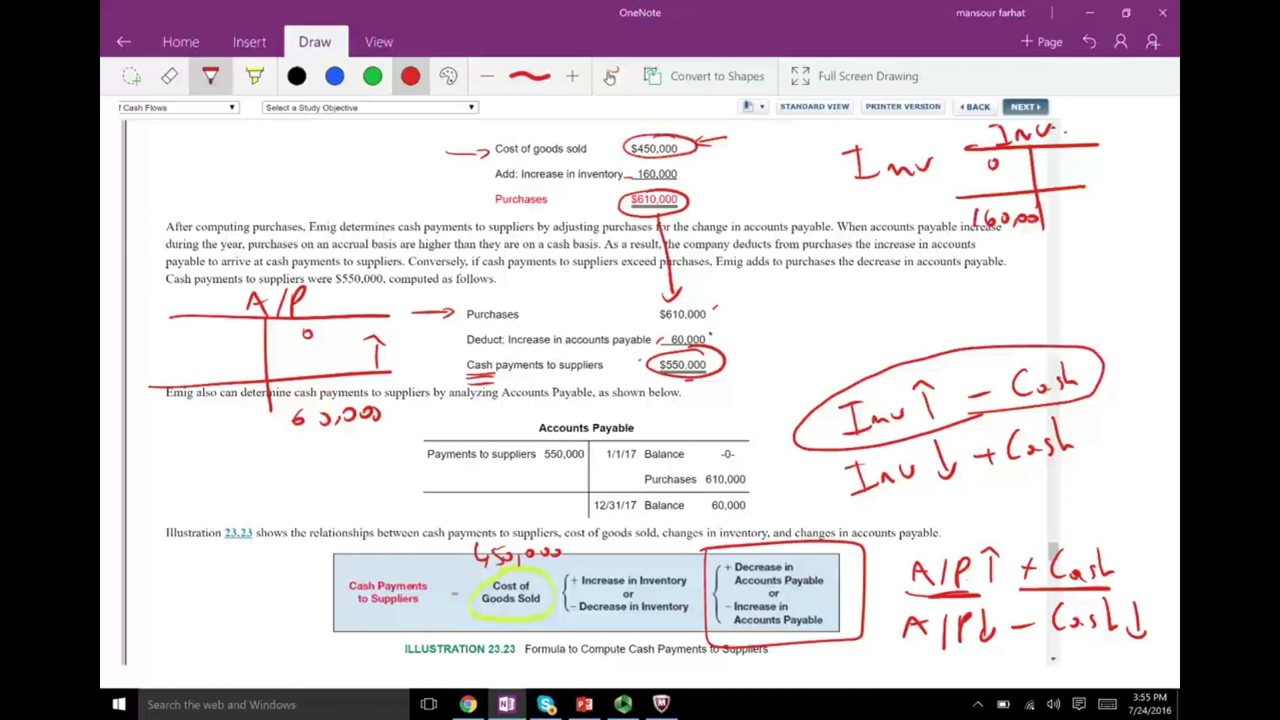 OneNote
mansour farhat
Home Insert Draw View
+ Page
Convert to Shapes
Full Screen Drawing
f Cash Flows
Select a Study Objective
STANDARD VIEW
PRINTER VERSION
BACK
NEXT
Inv.
Inv
0
160,000
Cost of goods sold $450,000
Add: Increase in inventory 160,000
Purchases $610,000
After computing purchases, Emig determines cash payments to suppliers by adjusting purchases for the change in accounts payable. When accounts payable increase
during the year, purchases on an accrual basis are higher than they are on a cash basis. As a result, the company deducts from purchases the increase in accounts
payable to arrive at cash payments to suppliers. Conversely, if cash payments to suppliers exceed purchases, Emig adds to purchases the decrease in accounts payable.
Cash payments to suppliers were $550,000, computed as follows.
A/P
0
↑
60,000
Purchases $610,000
Deduct: Increase in accounts payable 60,000
Cash payments to suppliers $550,000
Emig also can determine cash payments to suppliers by analyzing Accounts Payable, as shown below.
Inv ↑ – Cash
Inv ↓ + Cash
Accounts Payable
Payments to suppliers 550,000 1/1/17 Balance -0-
Purchases 610,000
12/31/17 Balance 60,000
Illustration 23.23 shows the relationships between cash payments to suppliers, cost of goods sold, changes in inventory, and changes in accounts payable.
450,000
Cash Payments
to Suppliers
=
Cost of
Goods Sold
+ Increase in Inventory
or
– Decrease in Inventory
+ Decrease in
Accounts Payable
or
– Increase in
Accounts Payable
A/P ↑ + Cash
A/P ↓ – Cash ↓
ILLUSTRATION 23.23 Formula to Compute Cash Payments to Suppliers
Search the web and Windows
3:55 PM
7/24/2016